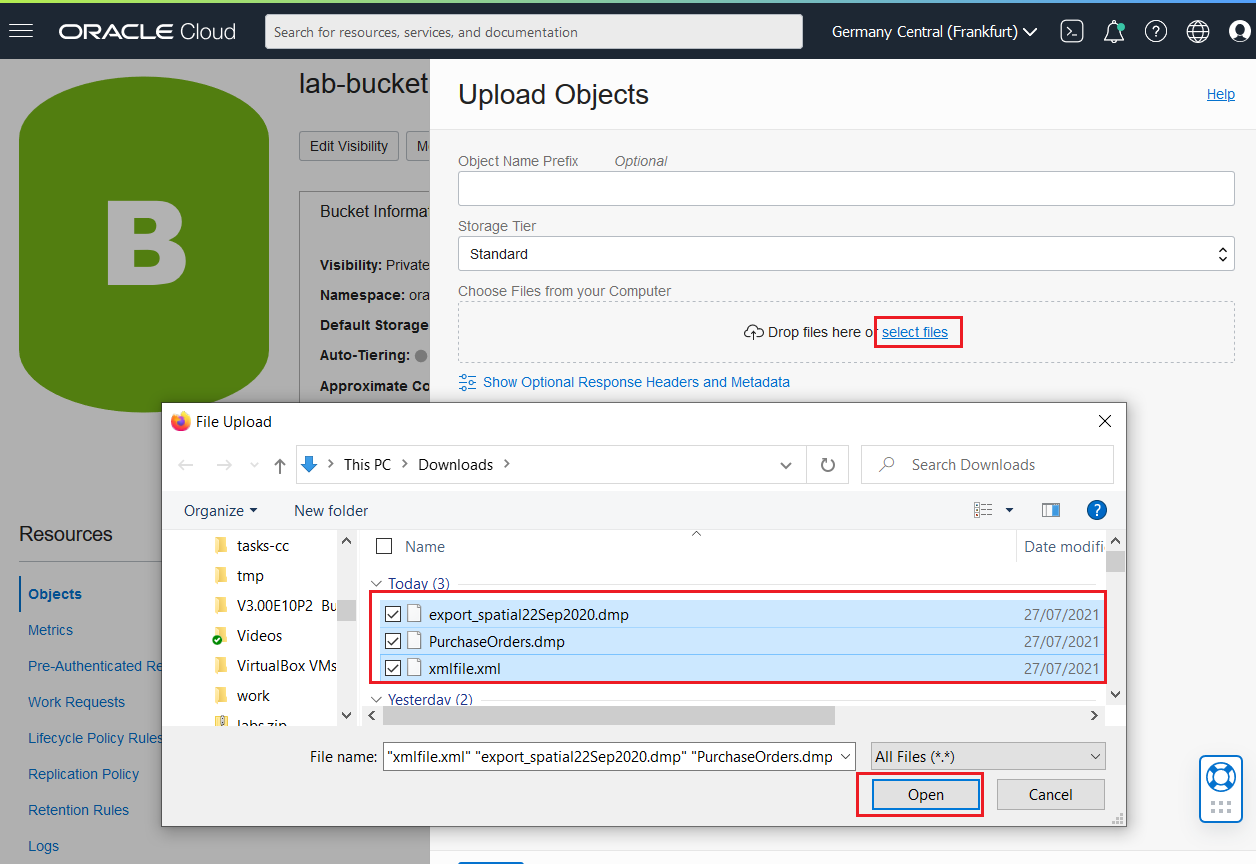 ORACLE Cloud
Search for resources, services, and documentation
Germany Central (Frankfurt)
B
lab-bucket
Edit Visibility
Bucket Informa
Visibility: Private
Namespace: ora
Default Storage
Auto-Tiering:
Approximate Co
Resources
Objects
Metrics
Pre-Authenticated Re
Work Requests
Lifecycle Policy Rules
Replication Policy
Retention Rules
Logs
Upload Objects
Help
Object Name Prefix Optional
Storage Tier
Standard
Choose Files from your Computer
Drop files here or select files
Show Optional Response Headers and Metadata
File Upload
This PC > Downloads >
Search Downloads
Organize
New folder
?
tasks-cc
tmp
V3.00E10P2 Bu
Videos
VirtualBox VMs
work
labs.zip
Name
Date modifi
Today (3)
export_spatial22Sep2020.dmp 27/07/2021
PurchaseOrders.dmp 27/07/2021
xmlfile.xml 27/07/2021
Yesterday (2)
File name: "xmlfile.xml" "export_spatial22Sep2020.dmp" "PurchaseOrders.dmp
All Files (*.*)
Open
Cancel